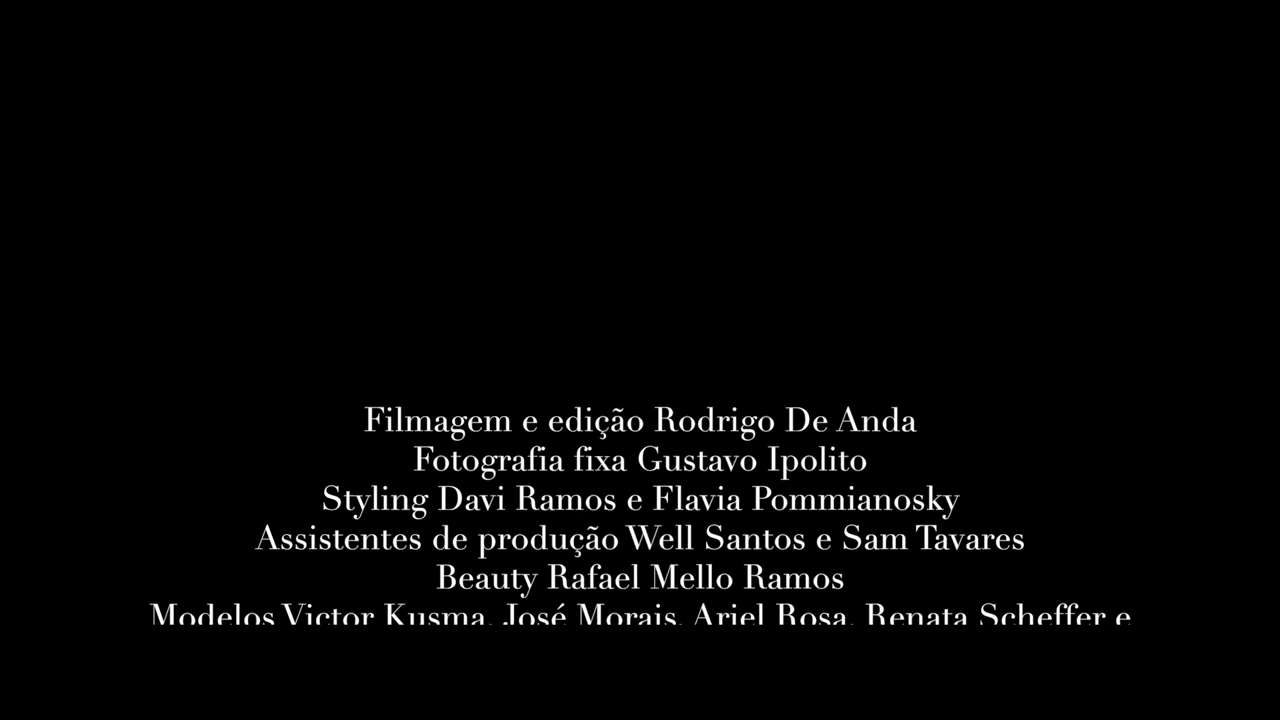 Filmagem e edição Rodrigo De Anda
Fotografia fixa Gustavo Ipolito
Styling Davi Ramos e Flavia Pommianosky
Assistentes de produção Well Santos e Sam Tavares
Beauty Rafael Mello Ramos
Modelos Victor Kusma, José Morais, Ariel Rosa, Renata Scheffer e